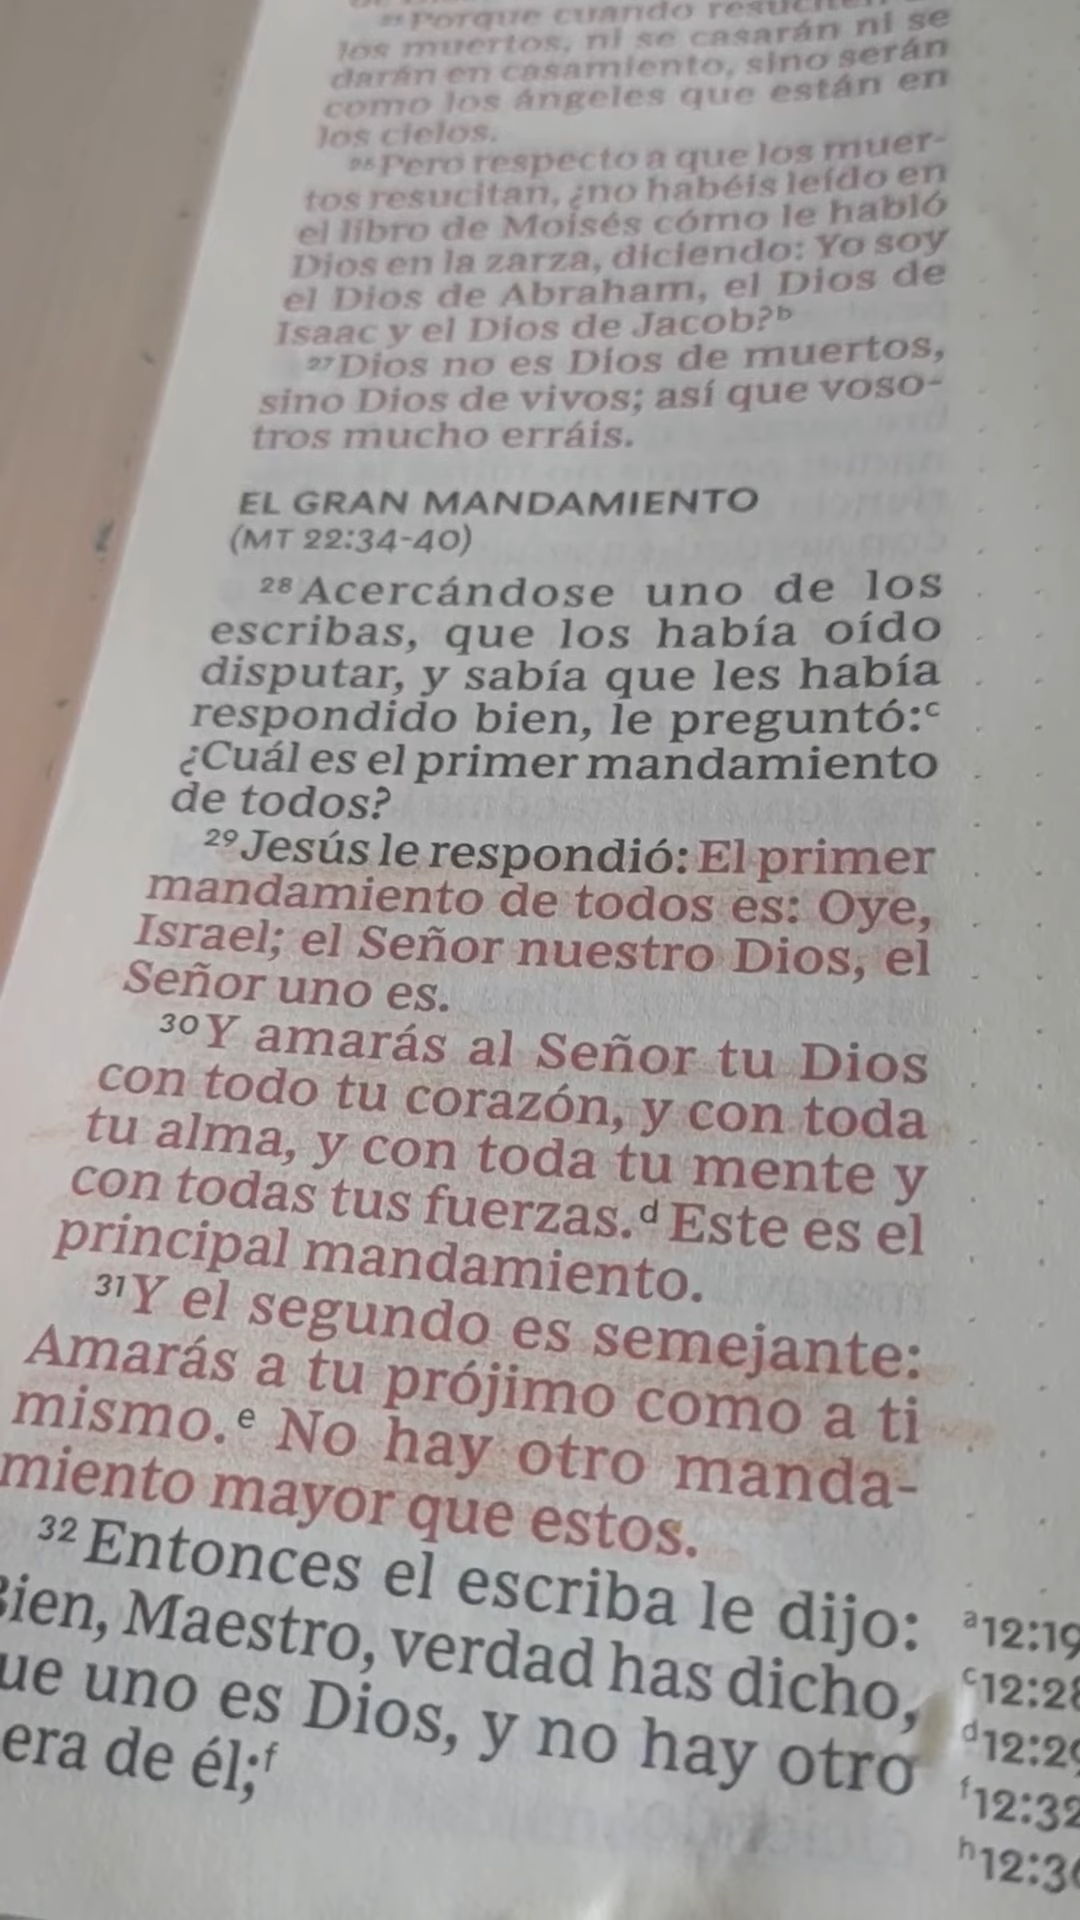 ²⁵Porque cuando resuciten
los muertos, ni se casarán ni se
darán en casamiento, sino serán
como los ángeles que están en
los cielos.
²⁶Pero respecto a que los muer-
tos resucitan, ¿no habéis leído en
el libro de Moisés cómo le habló
Dios en la zarza, diciendo: Yo soy
el Dios de Abraham, el Dios de
Isaac y el Dios de Jacob?ᵇ
²⁷Dios no es Dios de muertos,
sino Dios de vivos; así que voso-
tros mucho erráis.
EL GRAN MANDAMIENTO
(MT 22:34-40)
²⁸Acercándose uno de los
escribas, que los había oído
disputar, y sabía que les había
respondido bien, le preguntó:ᶜ
¿Cuál es el primer mandamiento
de todos?
²⁹Jesús le respondió: El primer
mandamiento de todos es: Oye,
Israel; el Señor nuestro Dios, el
Señor uno es.
³⁰Y amarás al Señor tu Dios
con todo tu corazón, y con toda
tu alma, y con toda tu mente y
con todas tus fuerzas.ᵈ Este es el
principal mandamiento.
³¹Y el segundo es semejante:
Amarás a tu prójimo como a ti
mismo.ᵉ No hay otro manda-
miento mayor que estos.
³²Entonces el escriba le dijo:
Bien, Maestro, verdad has dicho,
ue uno es Dios, y no hay otro
era de él;ᶠ
ᵃ12:19
ᶜ12:28
ᵈ12:29
ᶠ12:32
ʰ12:3